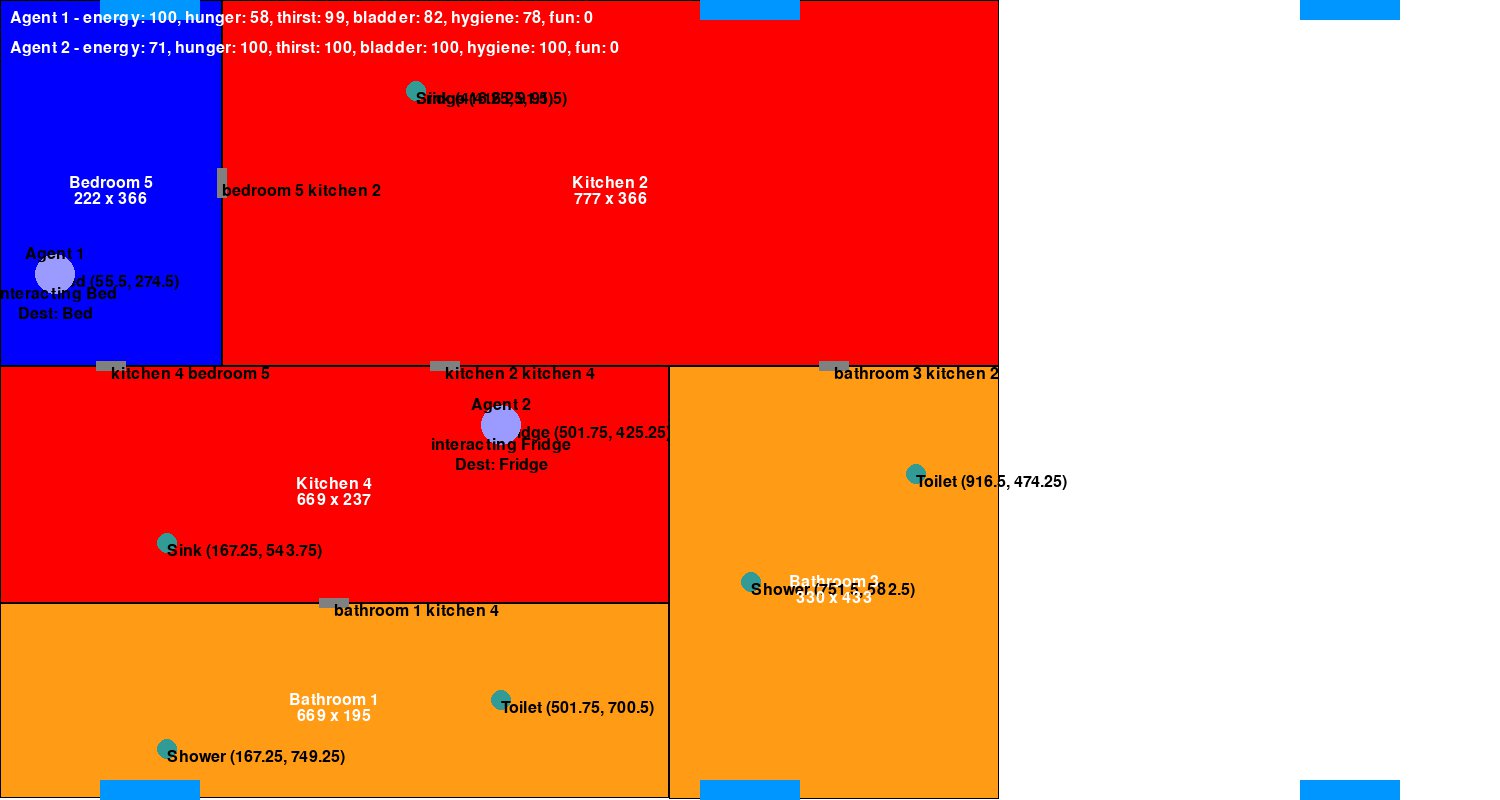 Agent 1 - energy: 100, hunger: 58, thirst: 99, bladder: 82, hygiene: 78, fun: 0
Agent 2 - energy: 71, hunger: 100, thirst: 100, bladder: 100, hygiene: 100, fun: 0
Bedroom 5
222 x 366
bedroom 5 kitchen 2
Kitchen 2
777 x 366
Agent 1
(55.5, 274.5)
Bed
Dest: Bed
kitchen 4 bedroom 5
kitchen 2 kitchen 4
bathroom 3 kitchen 2
Agent 2
(501.75, 425.25)
interacting Fridge
Dest: Fridge
Kitchen 4
669 x 237
Toilet (916.5, 474.25)
Sink (167.25, 543.75)
Bathroom 3
330 x 433
Shower (751.5, 582.5)
bathroom 1 kitchen 4
Bathroom 1
669 x 195
Toilet (501.75, 700.5)
Shower (167.25, 749.25)